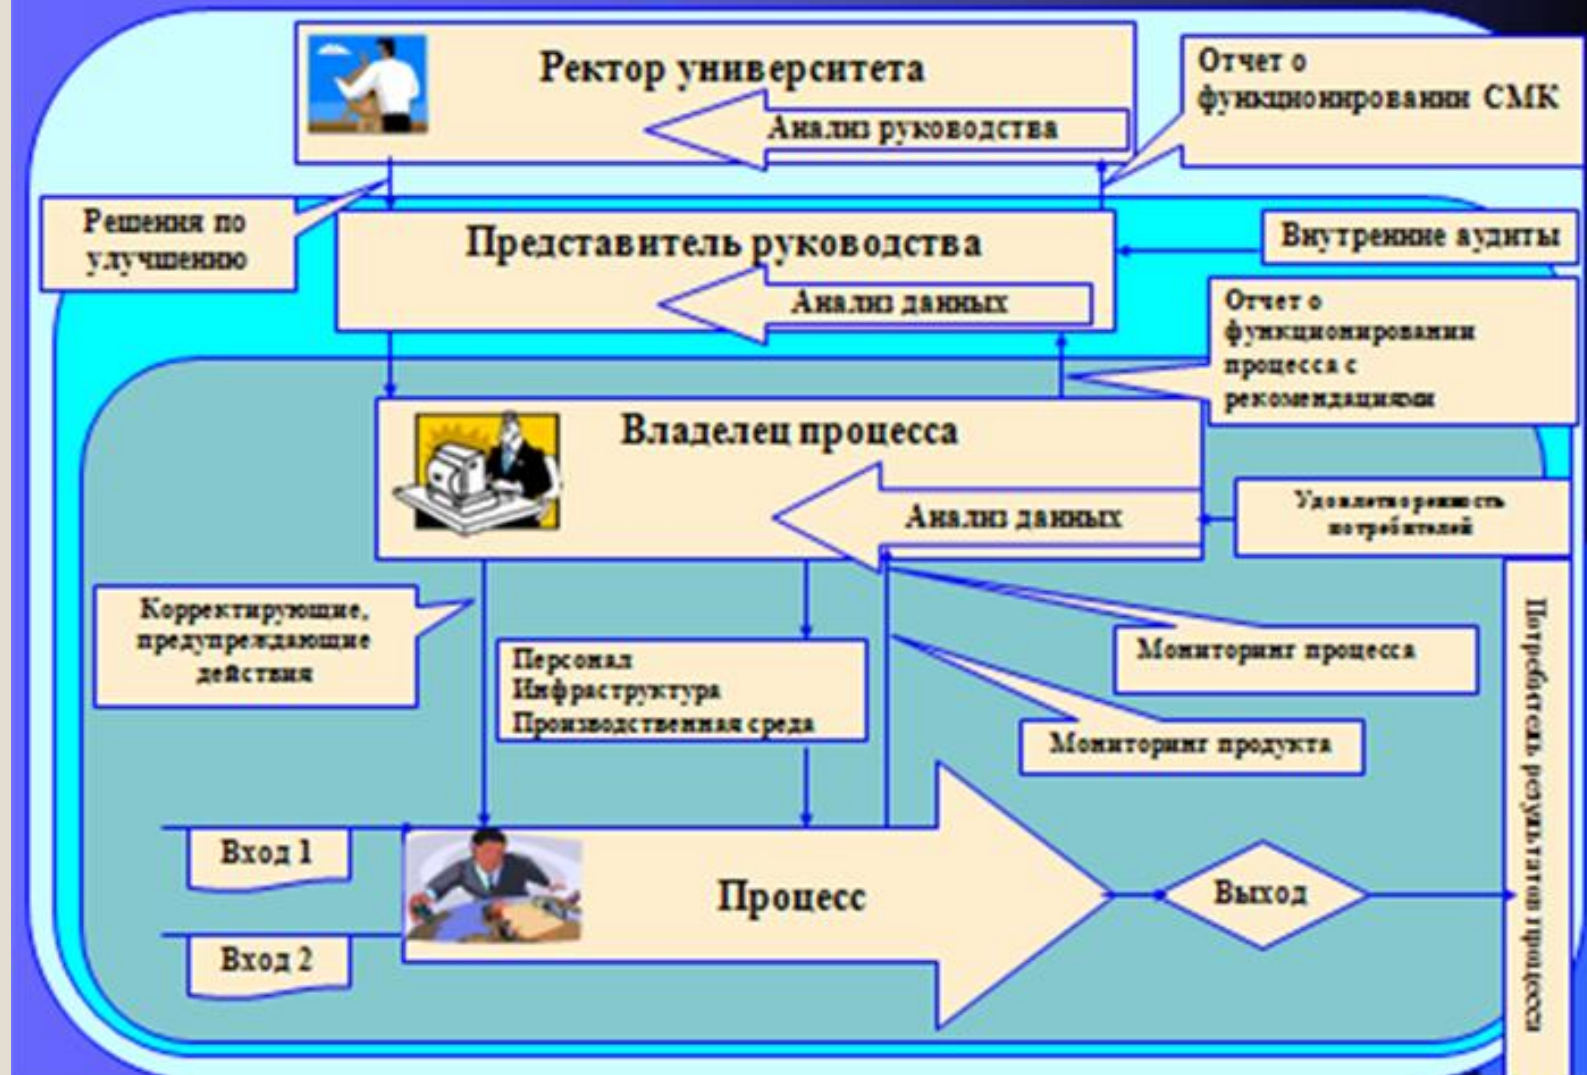 Ректор университета
Анализ руководства
Отчет о
функционировании СМК
Решения по
улучшению
Представитель руководства
Анализ данных
Внутренние аудиты
Отчет о
функционировании
процесса с
рекомендациями
Владелец процесса
Анализ данных
Удовлетворенность
потребителей
Корректирующие,
предупреждающие
действия
Персонал
Инфраструктура
Производственная среда
Мониторинг процесса
Мониторинг продукта
Потребитель результатов процесса
Вход 1
Процесс
Выход
Вход 2